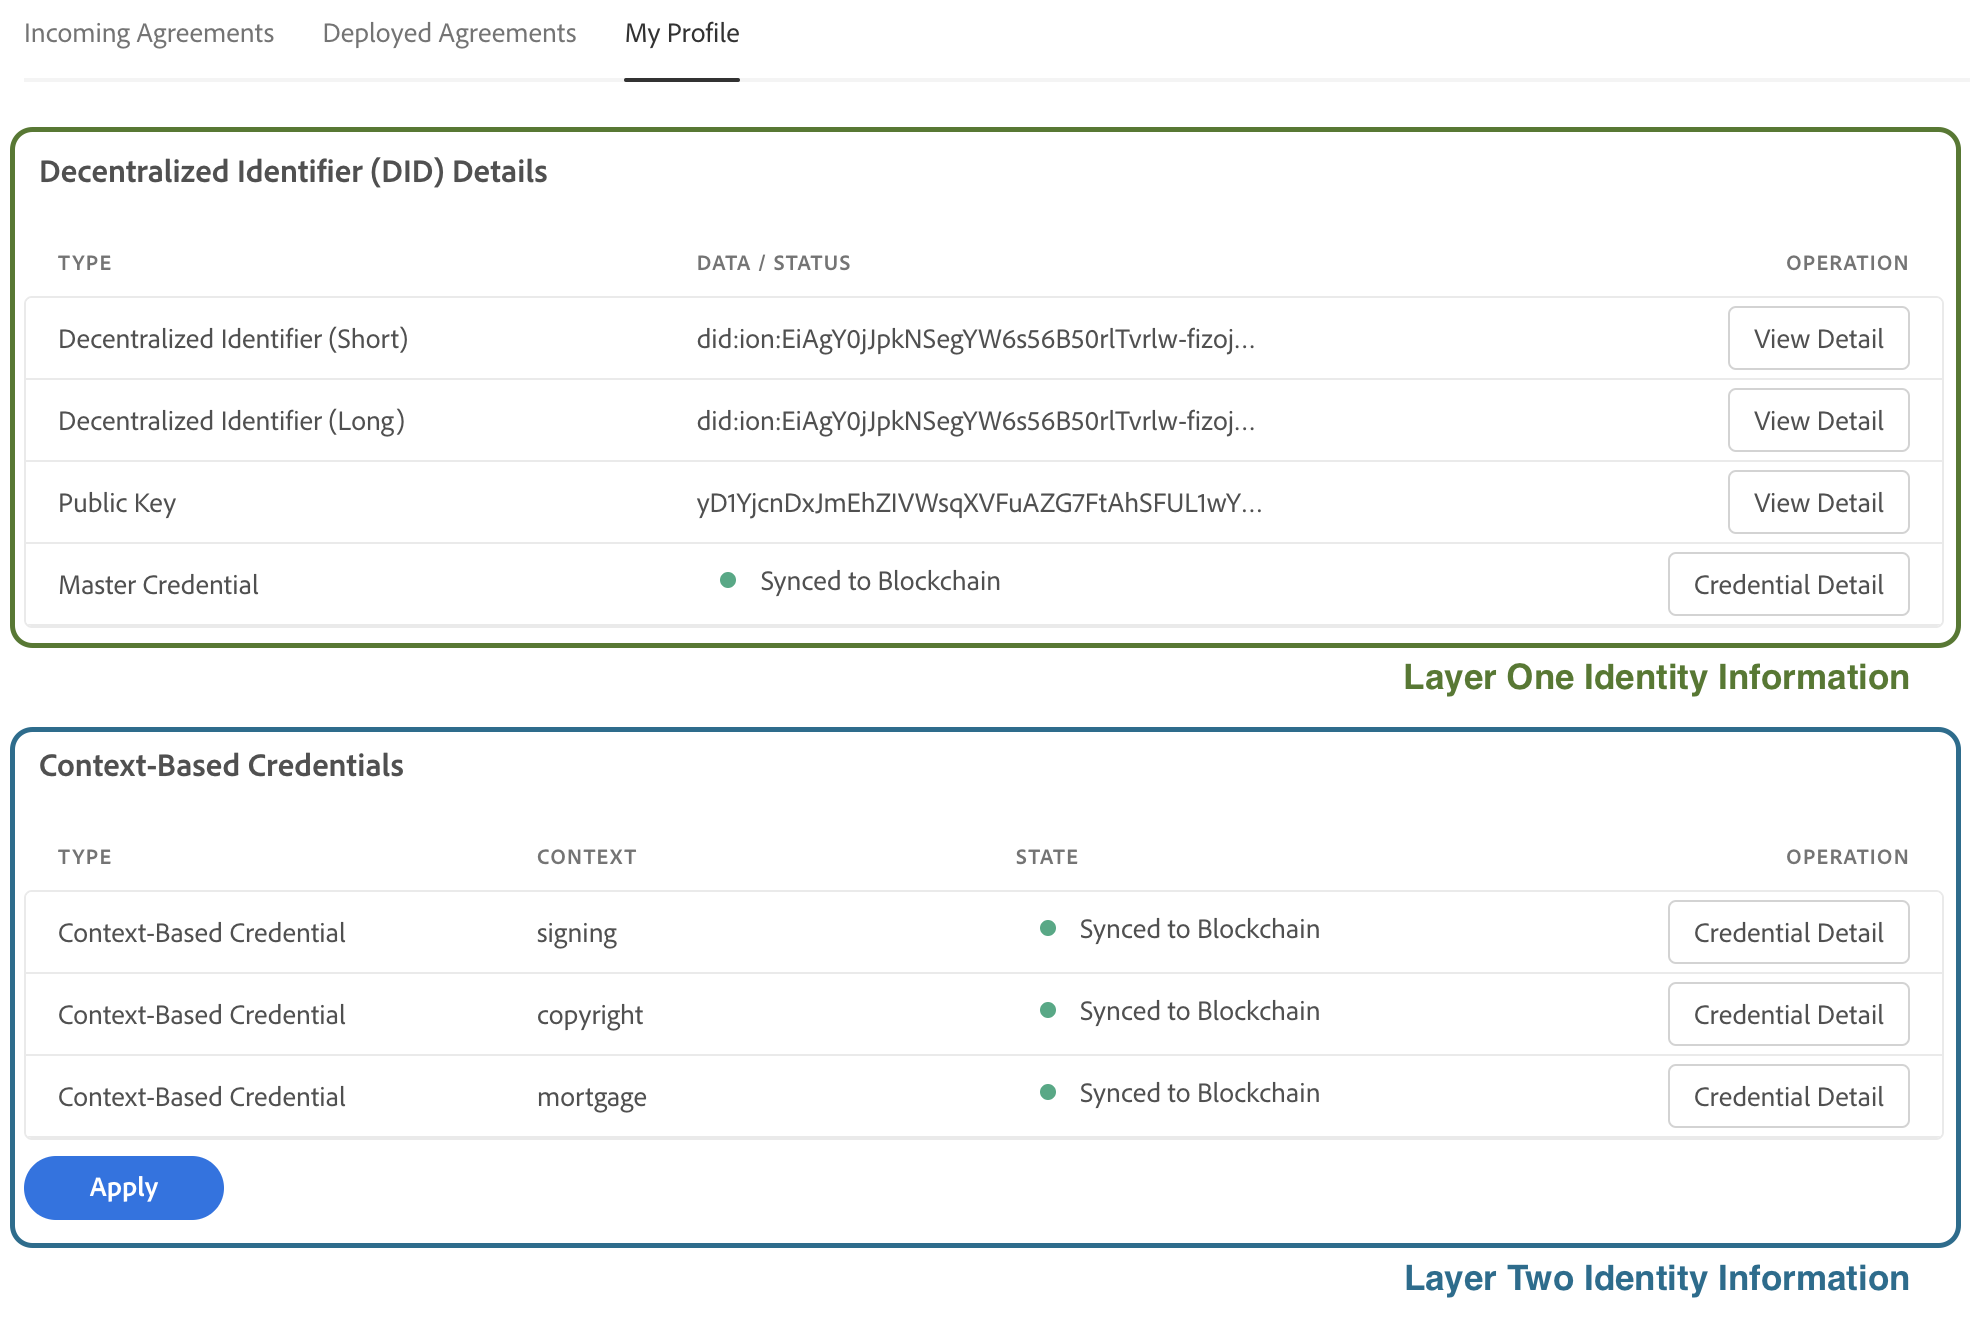 Incoming Agreements Deployed Agreements My Profile
Decentralized Identifier (DID) Details
TYPE DATA / STATUS OPERATION
Decentralized Identifier (Short) did:ion:EiAgY0jJpkNSegYW6s56B50rlTvrlw-fizoj... View Detail
Decentralized Identifier (Long) did:ion:EiAgY0jJpkNSegYW6s56B50rlTvrlw-fizoj... View Detail
Public Key yD1YjcnDxJmEhZIVWsqXVFuAZG7FtAhSFUL1wY... View Detail
Master Credential Synced to Blockchain Credential Detail
Layer One Identity Information
Context-Based Credentials
TYPE CONTEXT STATE OPERATION
Context-Based Credential signing Synced to Blockchain Credential Detail
Context-Based Credential copyright Synced to Blockchain Credential Detail
Context-Based Credential mortgage Synced to Blockchain Credential Detail
Apply
Layer Two Identity Information